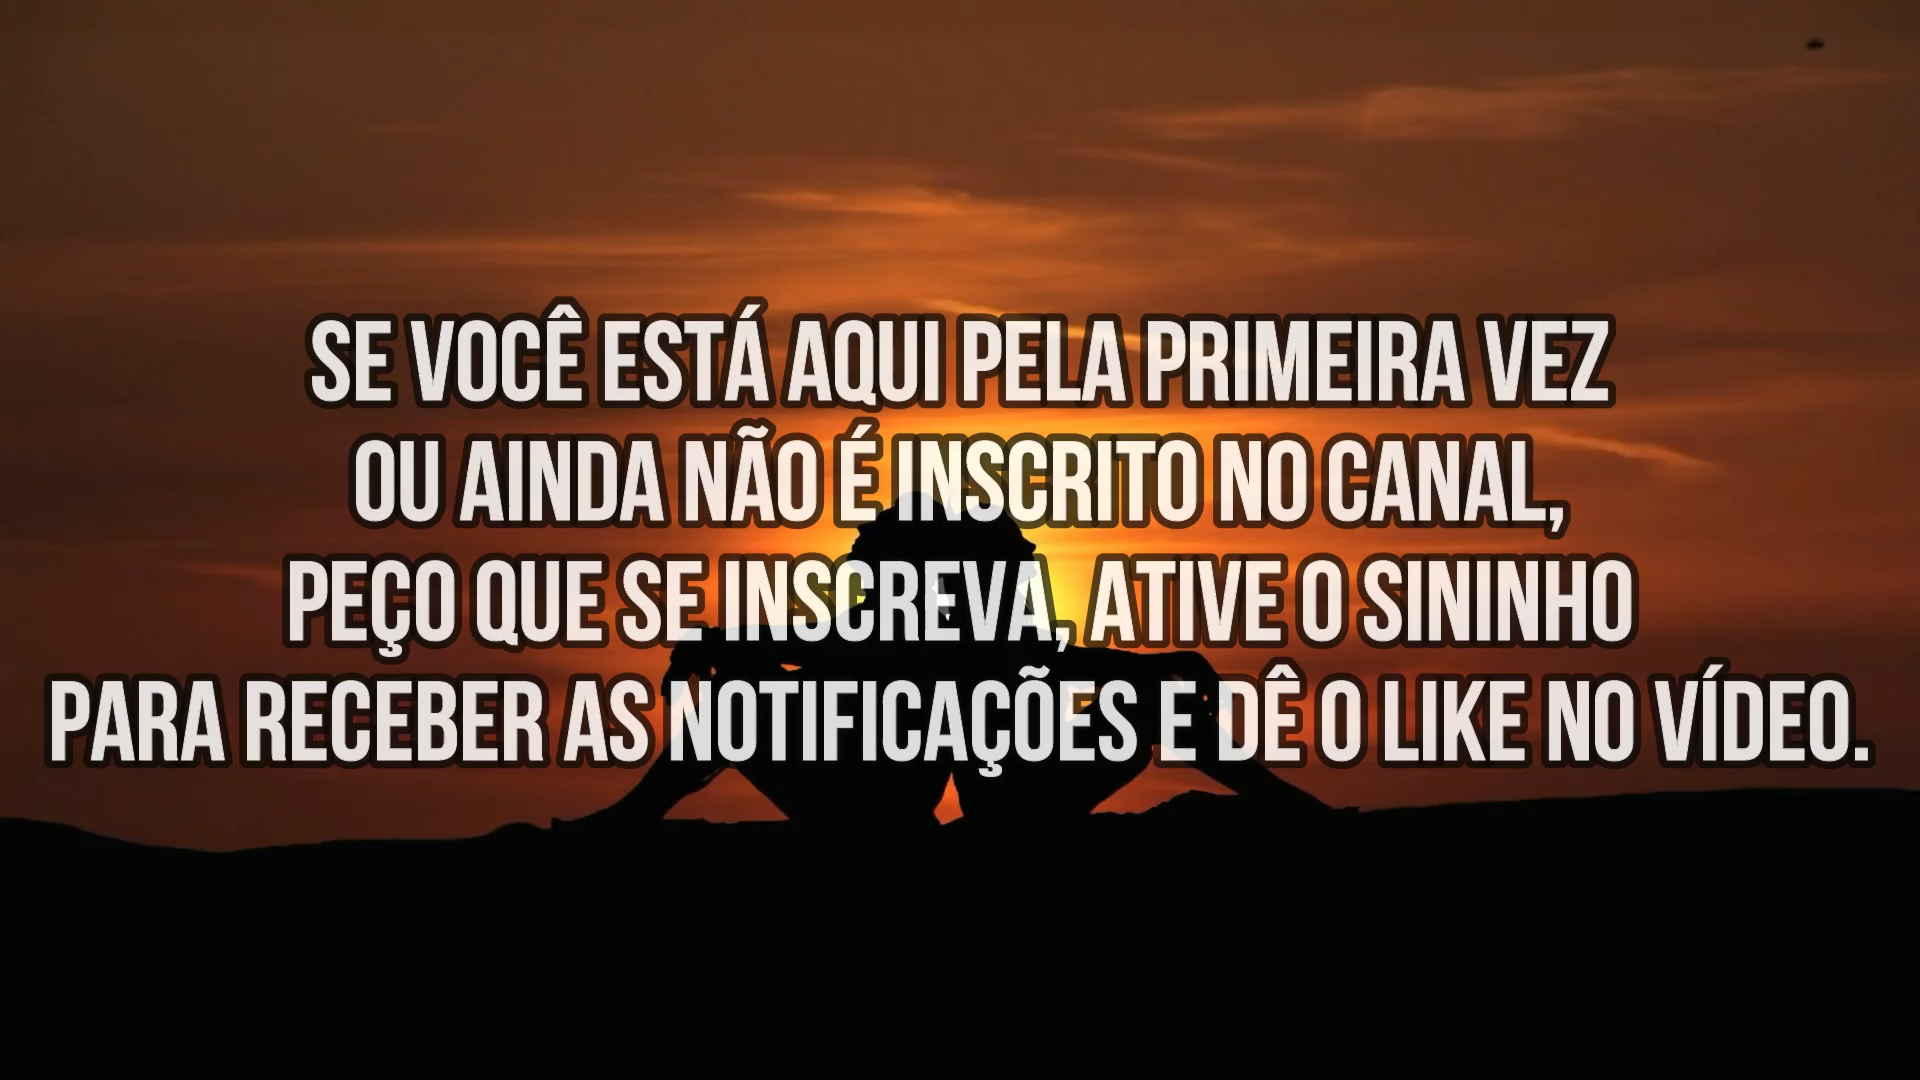 SE VOCÊ ESTÁ AQUI PELA PRIMEIRA VEZ
OU AINDA NÃO É INSCRITO NO CANAL,
PEÇO QUE SE INSCREVA, ATIVE O SININHO
PARA RECEBER AS NOTIFICAÇÕES E DÊ O LIKE NO VÍDEO.